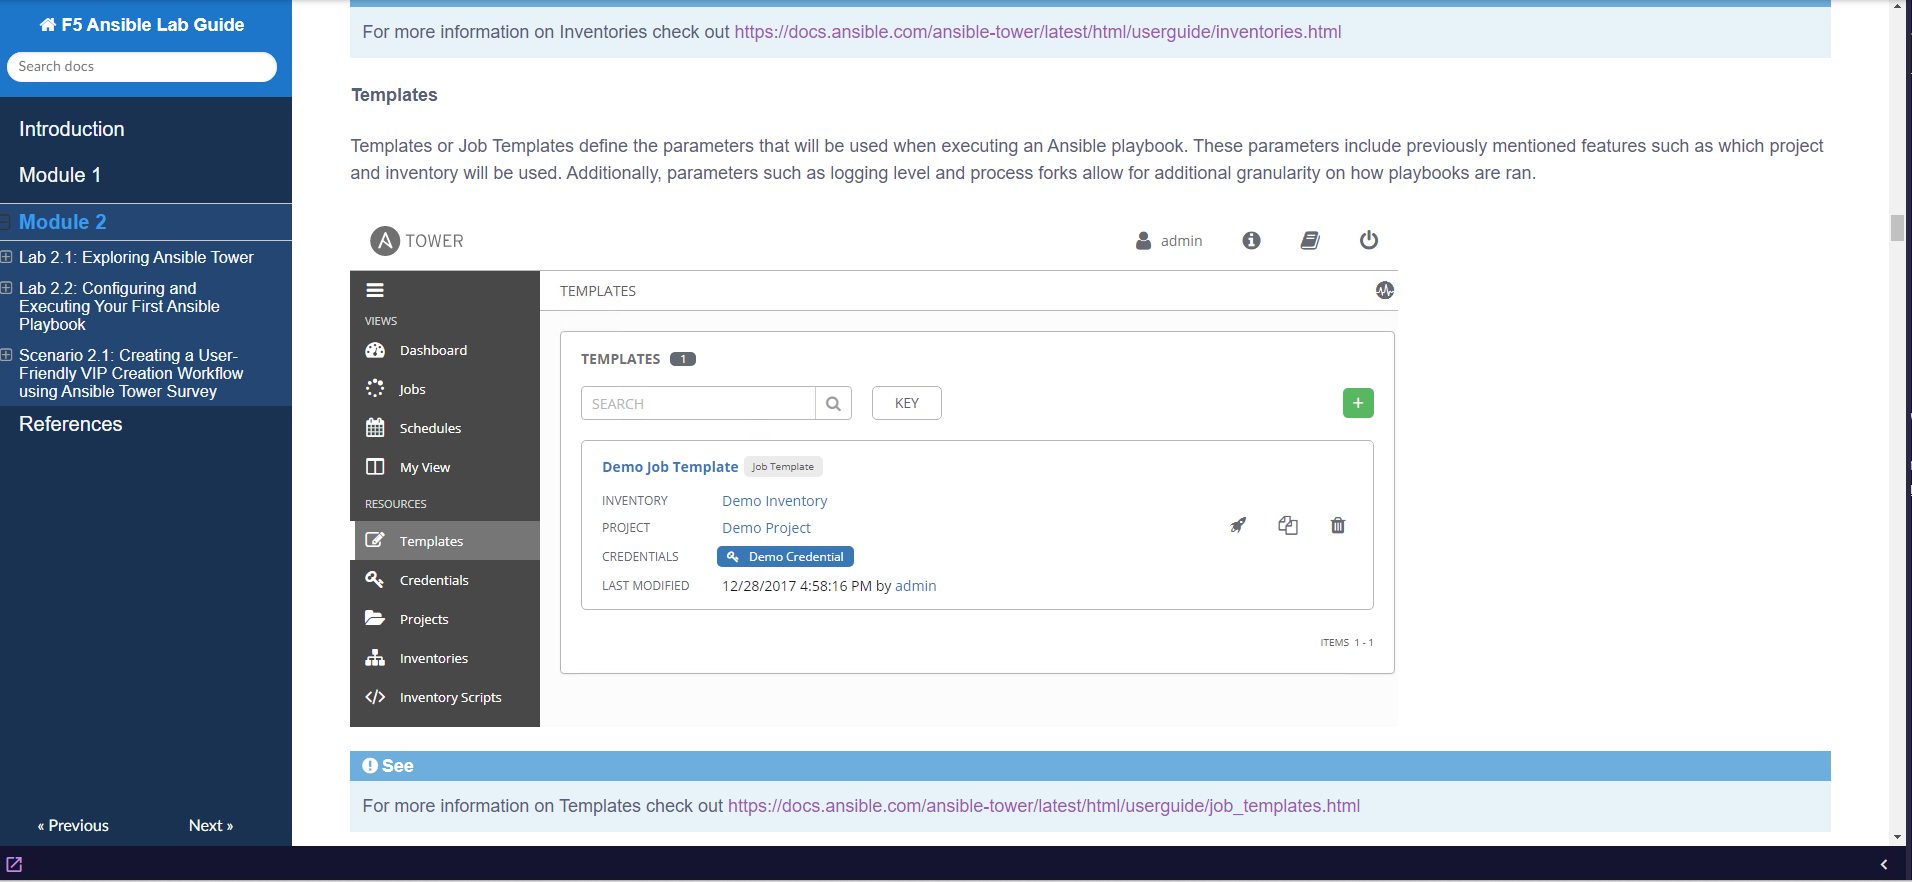 F5 Ansible Lab Guide
Search docs
Introduction
Module 1
Module 2
Lab 2.1: Exploring Ansible Tower
Lab 2.2: Configuring and
Executing Your First Ansible
Playbook
Scenario 2.1: Creating a User-
Friendly VIP Creation Workflow
using Ansible Tower Survey
References
« Previous
Next »
For more information on Inventories check out https://docs.ansible.com/ansible-tower/latest/html/userguide/inventories.html
Templates
Templates or Job Templates define the parameters that will be used when executing an Ansible playbook. These parameters include previously mentioned features such as which project
and inventory will be used. Additionally, parameters such as logging level and process forks allow for additional granularity on how playbooks are ran.
A TOWER
admin
VIEWS
Dashboard
Jobs
Schedules
My View
RESOURCES
Templates
Credentials
Projects
Inventories
Inventory Scripts
TEMPLATES
TEMPLATES 1
SEARCH
KEY
+
Demo Job Template Job Template
INVENTORY Demo Inventory
PROJECT Demo Project
CREDENTIALS Demo Credential
LAST MODIFIED 12/28/2017 4:58:16 PM by admin
ITEMS 1 - 1
See
For more information on Templates check out https://docs.ansible.com/ansible-tower/latest/html/userguide/job_templates.html